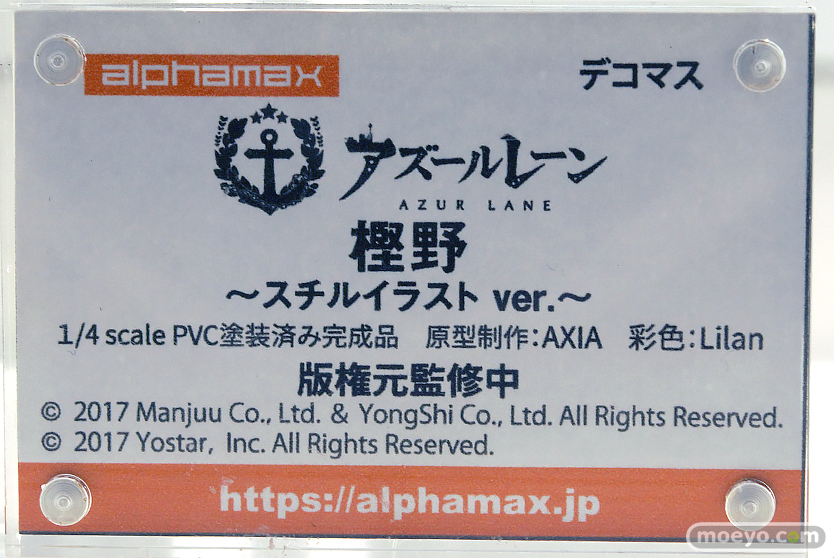 alphamax デコマス
アズールレーン
AZUR LANE
樫野
～スチルイラスト ver.～
1/4 scale PVC塗装済み完成品 原型制作：AXIA 彩色：Lilan
版権元監修中
© 2017 Manjuu Co., Ltd. & YongShi Co., Ltd. All Rights Reserved.
© 2017 Yostar, Inc. All Rights Reserved.
https://alphamax.jp
moeyo.com